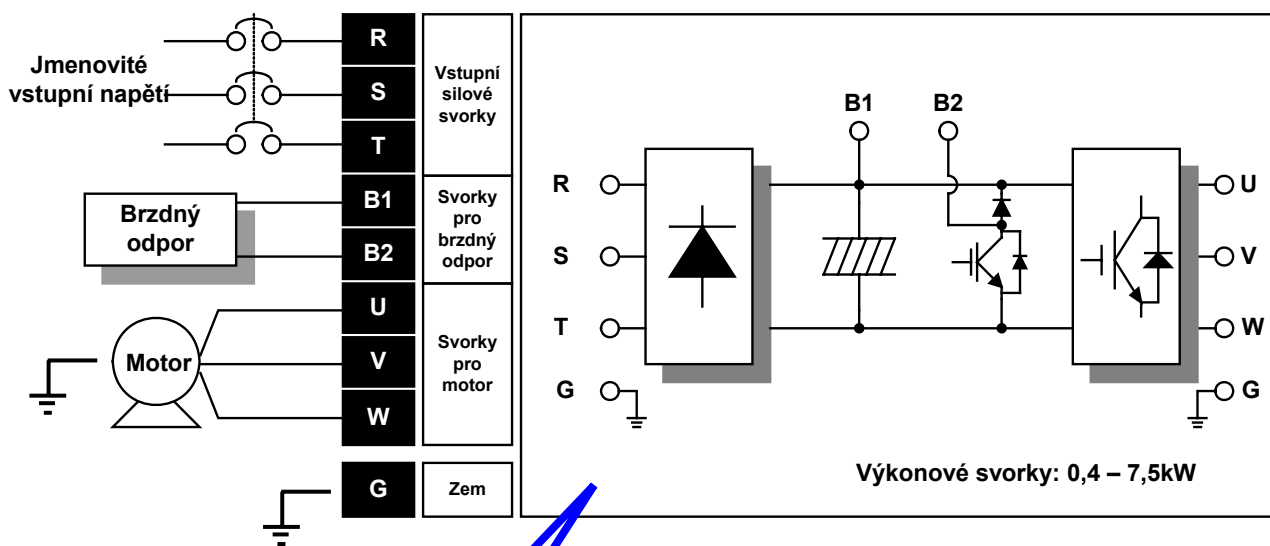 Jmenovité
vstupní napětí
R
S
T
B1
B2
U
V
W
G
Vstupní
silové
svorky
Svorky
pro
brzdný
odpor
Svorky
pro
motor
Zem
Brzdný
odpor
Motor
B1 B2
R
S
T
G
U
V
W
G
Výkonové svorky: 0,4 – 7,5kW